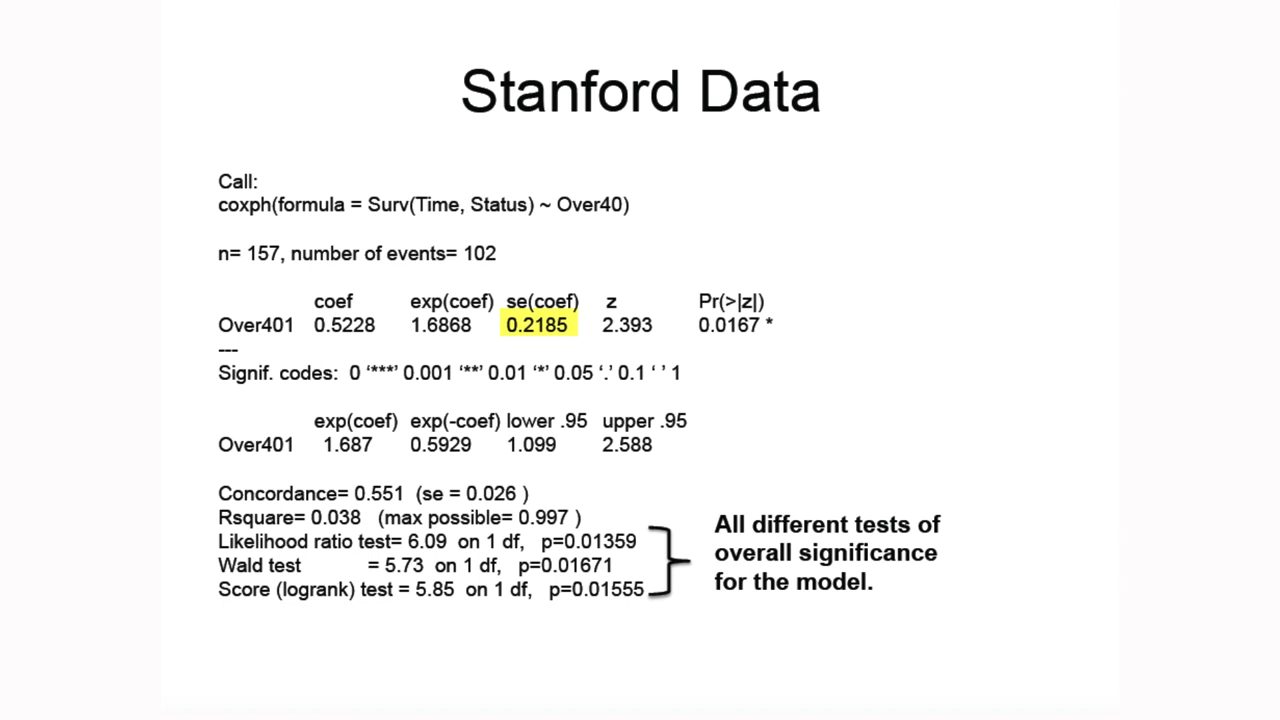 Stanford Data
Call:
coxph(formula = Surv(Time, Status) ~ Over40)
n= 157, number of events= 102
coef exp(coef) se(coef) z Pr(>|z|)
Over401 0.5228 1.6868 0.2185 2.393 0.0167 *
---
Signif. codes: 0 ‘***’ 0.001 ‘**’ 0.01 ‘*’ 0.05 ‘.’ 0.1 ‘ ’ 1
exp(coef) exp(-coef) lower .95 upper .95
Over401 1.687 0.5929 1.099 2.588
Concordance= 0.551 (se = 0.026 )
Rsquare= 0.038 (max possible= 0.997 )
Likelihood ratio test= 6.09 on 1 df, p=0.01359
Wald test = 5.73 on 1 df, p=0.01671
Score (logrank) test = 5.85 on 1 df, p=0.01555
All different tests of
overall significance
for the model.